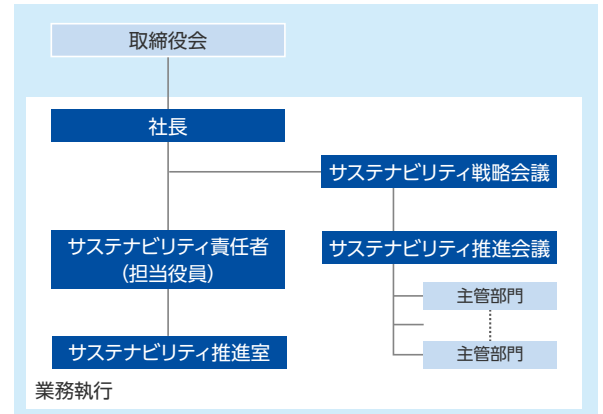 取締役会
社長
サステナビリティ戦略会議
サステナビリティ責任者
(担当役員)
サステナビリティ推進会議
主管部門
主管部門
サステナビリティ推進室
業務執行